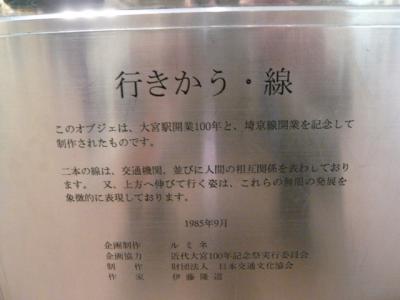 行きかう・線
このオブジェは、大宮駅開業100年と、埼京線開業を記念して
制作されたものです。
二本の線は、交通機関、並びに人間の相互関係を表わしており
ます。 又、上方へ伸びて行く姿は、これらの無限の発展を
象徴的に表現しております。
1985年9月
企画制作 ルミネ
企画協力 近代大宮100年記念祭実行委員会
制 作 財団法人 日本交通文化協会
作 家 伊藤隆道